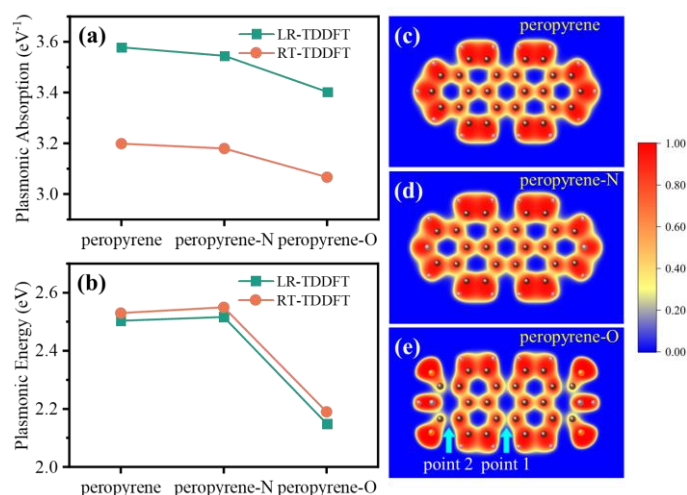 (a)
LR-TDDFT
RT-TDDFT
Plasmonic Absorption (eV⁻¹)
3.6
3.4
3.2
3.0
peropyrene peropyrene-N peropyrene-O
(b)
LR-TDDFT
RT-TDDFT
Plasmonic Energy (eV)
2.6
2.4
2.2
2.0
peropyrene peropyrene-N peropyrene-O
(c)
peropyrene
(d)
peropyrene-N
(e)
peropyrene-O
point 2 point 1
1.00
0.80
0.60
0.40
0.20
0.00